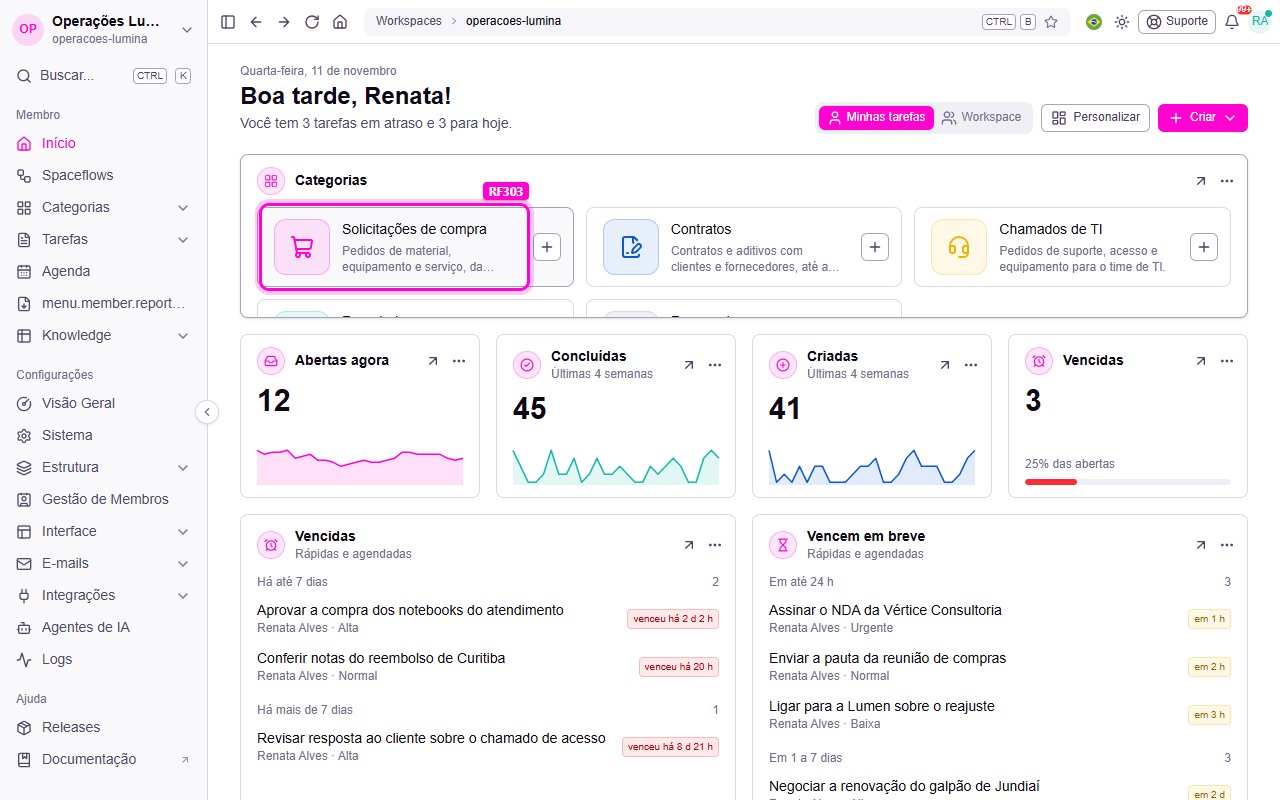 OP
Operações Lu...
operacoes-lumina
Buscar...
CTRL
K
Membro
Início
Spaceflows
Categorias
Tarefas
Agenda
menu.member.report...
Knowledge
Configurações
Visão Geral
Sistema
Estrutura
Gestão de Membros
Interface
E-mails
Integrações
Agentes de IA
Logs
Ajuda
Releases
Documentação
Workspaces
operacoes-lumina
CTRL
B
Suporte
99+
RA
Quarta-feira, 11 de novembro
Boa tarde, Renata!
Você tem 3 tarefas em atraso e 3 para hoje.
Minhas tarefas
Workspace
Personalizar
Criar
Categorias
RF303
Solicitações de compra
Pedidos de material,
equipamento e serviço, da...
Contratos
Contratos e aditivos com
clientes e fornecedores, até a...
Chamados de TI
Pedidos de suporte, acesso e
equipamento para o time de TI.
Abertas agora
12
Concluídas
Últimas 4 semanas
45
Criadas
Últimas 4 semanas
41
Vencidas
3
25% das abertas
Vencidas
Rápidas e agendadas
Há até 7 dias
2
Aprovar a compra dos notebooks do atendimento
Renata Alves · Alta
venceu há 2 d 2 h
Conferir notas do reembolso de Curitiba
Renata Alves · Normal
venceu há 20 h
Há mais de 7 dias
1
Revisar resposta ao cliente sobre o chamado de acesso
Renata Alves · Alta
venceu há 8 d 21 h
Vencem em breve
Rápidas e agendadas
Em até 24 h
3
Assinar o NDA da Vértice Consultoria
Renata Alves · Urgente
em 1 h
Enviar a pauta da reunião de compras
Renata Alves · Normal
em 2 h
Ligar para a Lumen sobre o reajuste
Renata Alves · Baixa
em 3 h
Em 1 a 7 dias
3
Negociar a renovação do galpão de Jundiaí
em 2 d